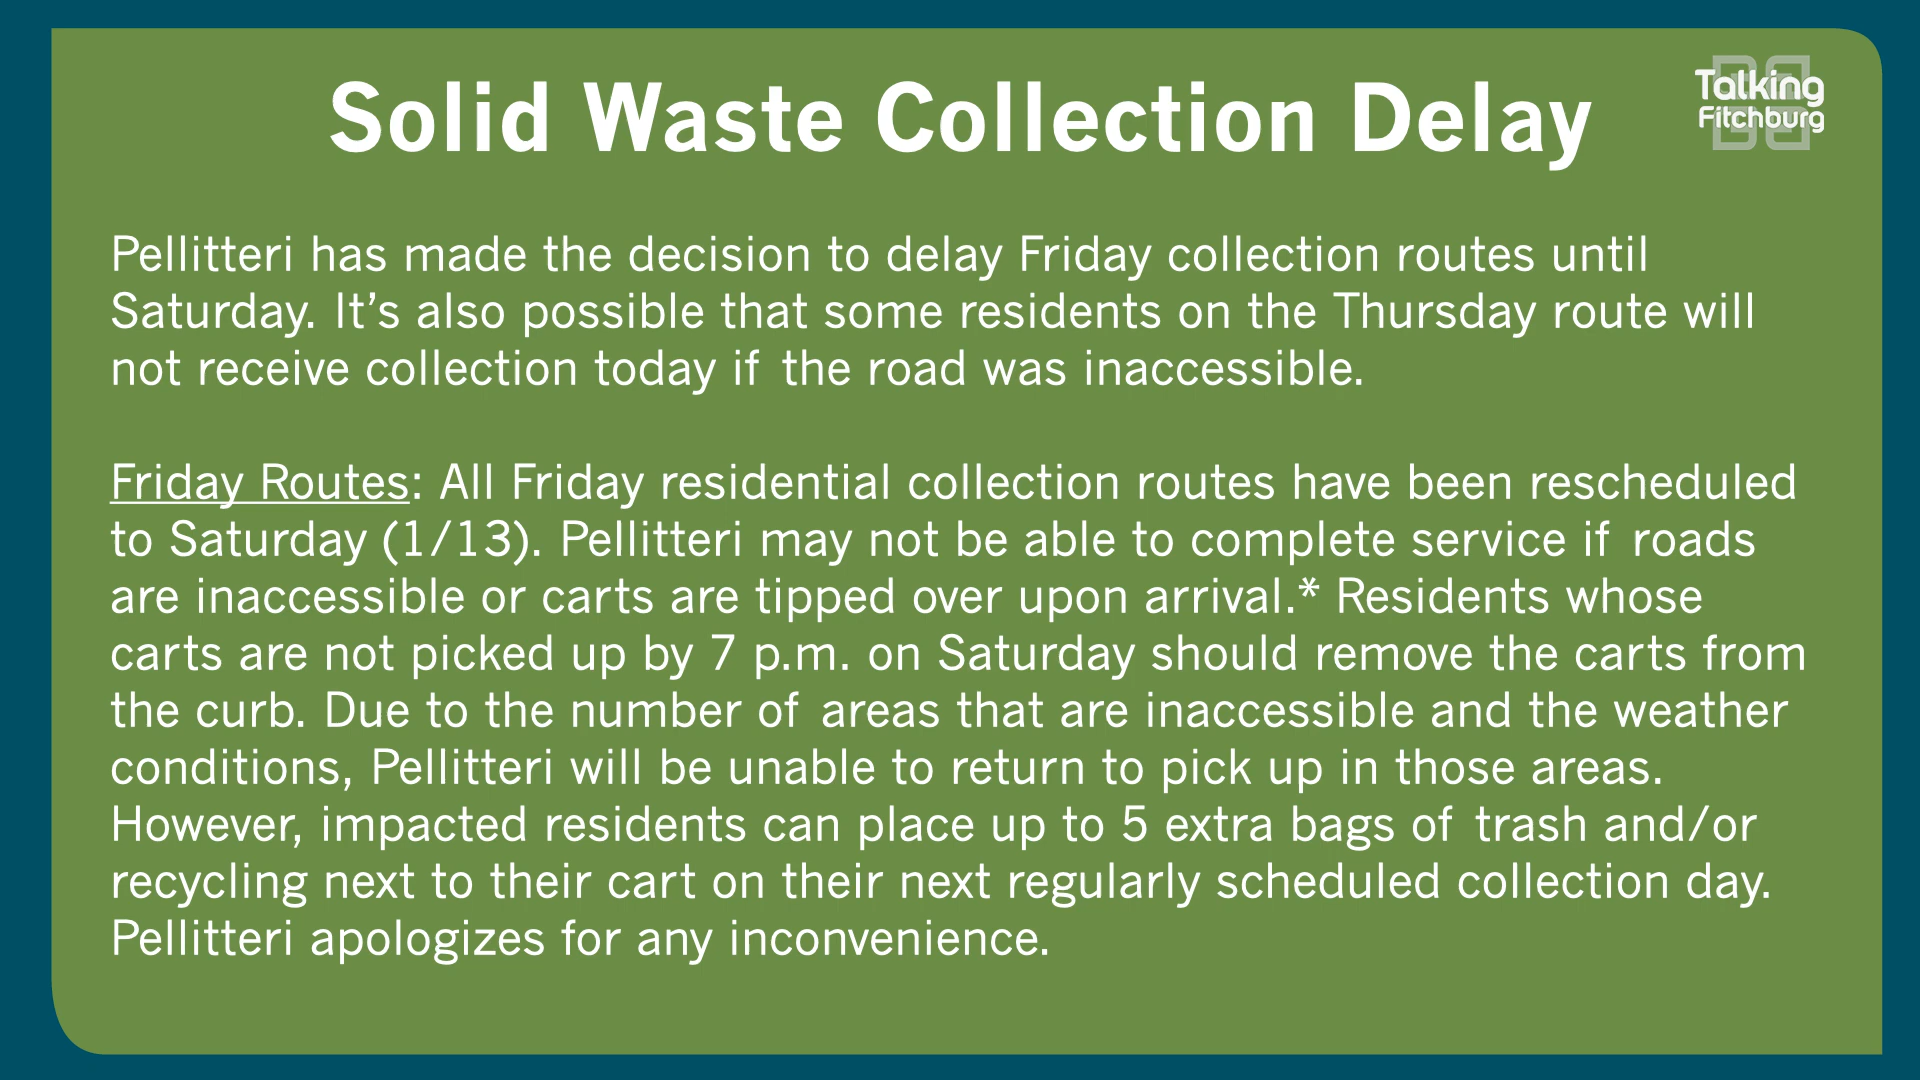 Solid Waste Collection Delay
Talking
Fitchburg
Pellitteri has made the decision to delay Friday collection routes until
Saturday. It’s also possible that some residents on the Thursday route will
not receive collection today if the road was inaccessible.
Friday Routes: All Friday residential collection routes have been rescheduled
to Saturday (1/13). Pellitteri may not be able to complete service if roads
are inaccessible or carts are tipped over upon arrival.* Residents whose
carts are not picked up by 7 p.m. on Saturday should remove the carts from
the curb. Due to the number of areas that are inaccessible and the weather
conditions, Pellitteri will be unable to return to pick up in those areas.
However, impacted residents can place up to 5 extra bags of trash and/or
recycling next to their cart on their next regularly scheduled collection day.
Pellitteri apologizes for any inconvenience.